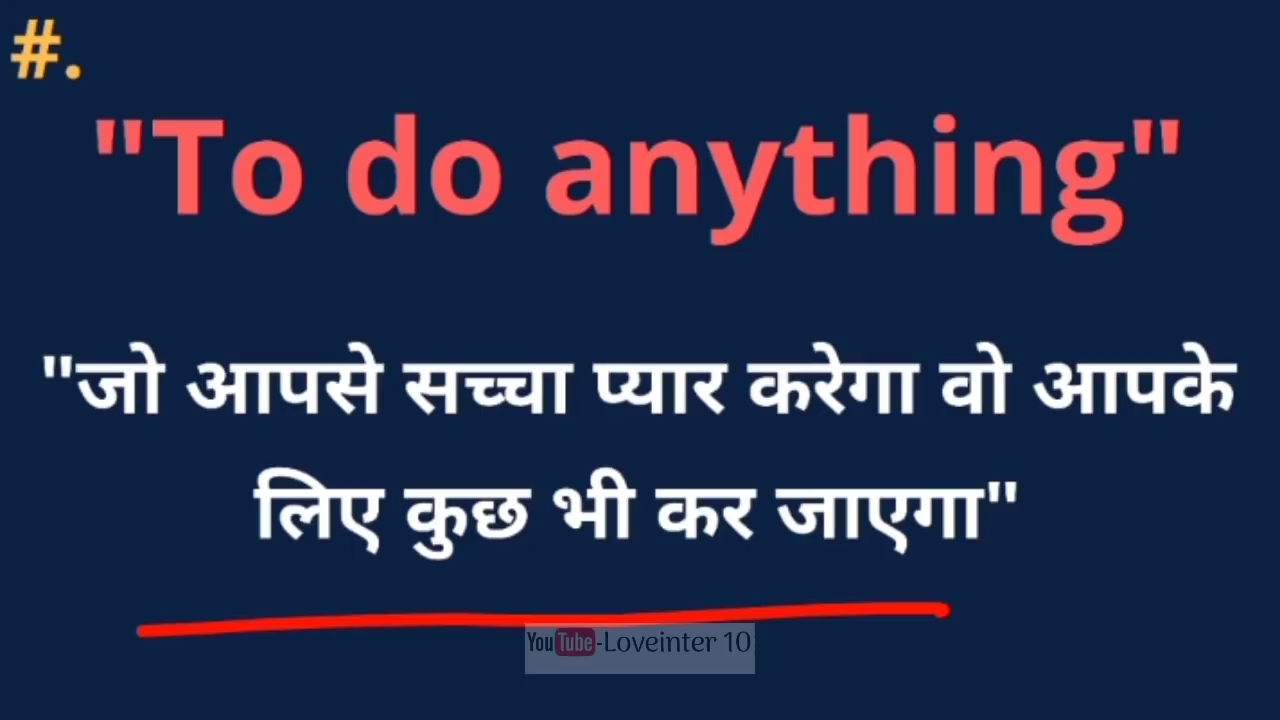 #.
"To do anything"
"जो आपसे सच्चा प्यार करेगा वो आपके
लिए कुछ भी कर जाएगा"
YouTube-Loveinter 10